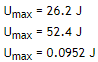 Umax = 26.2 J
Umax = 52.4 J
Umax = 0.0952 J